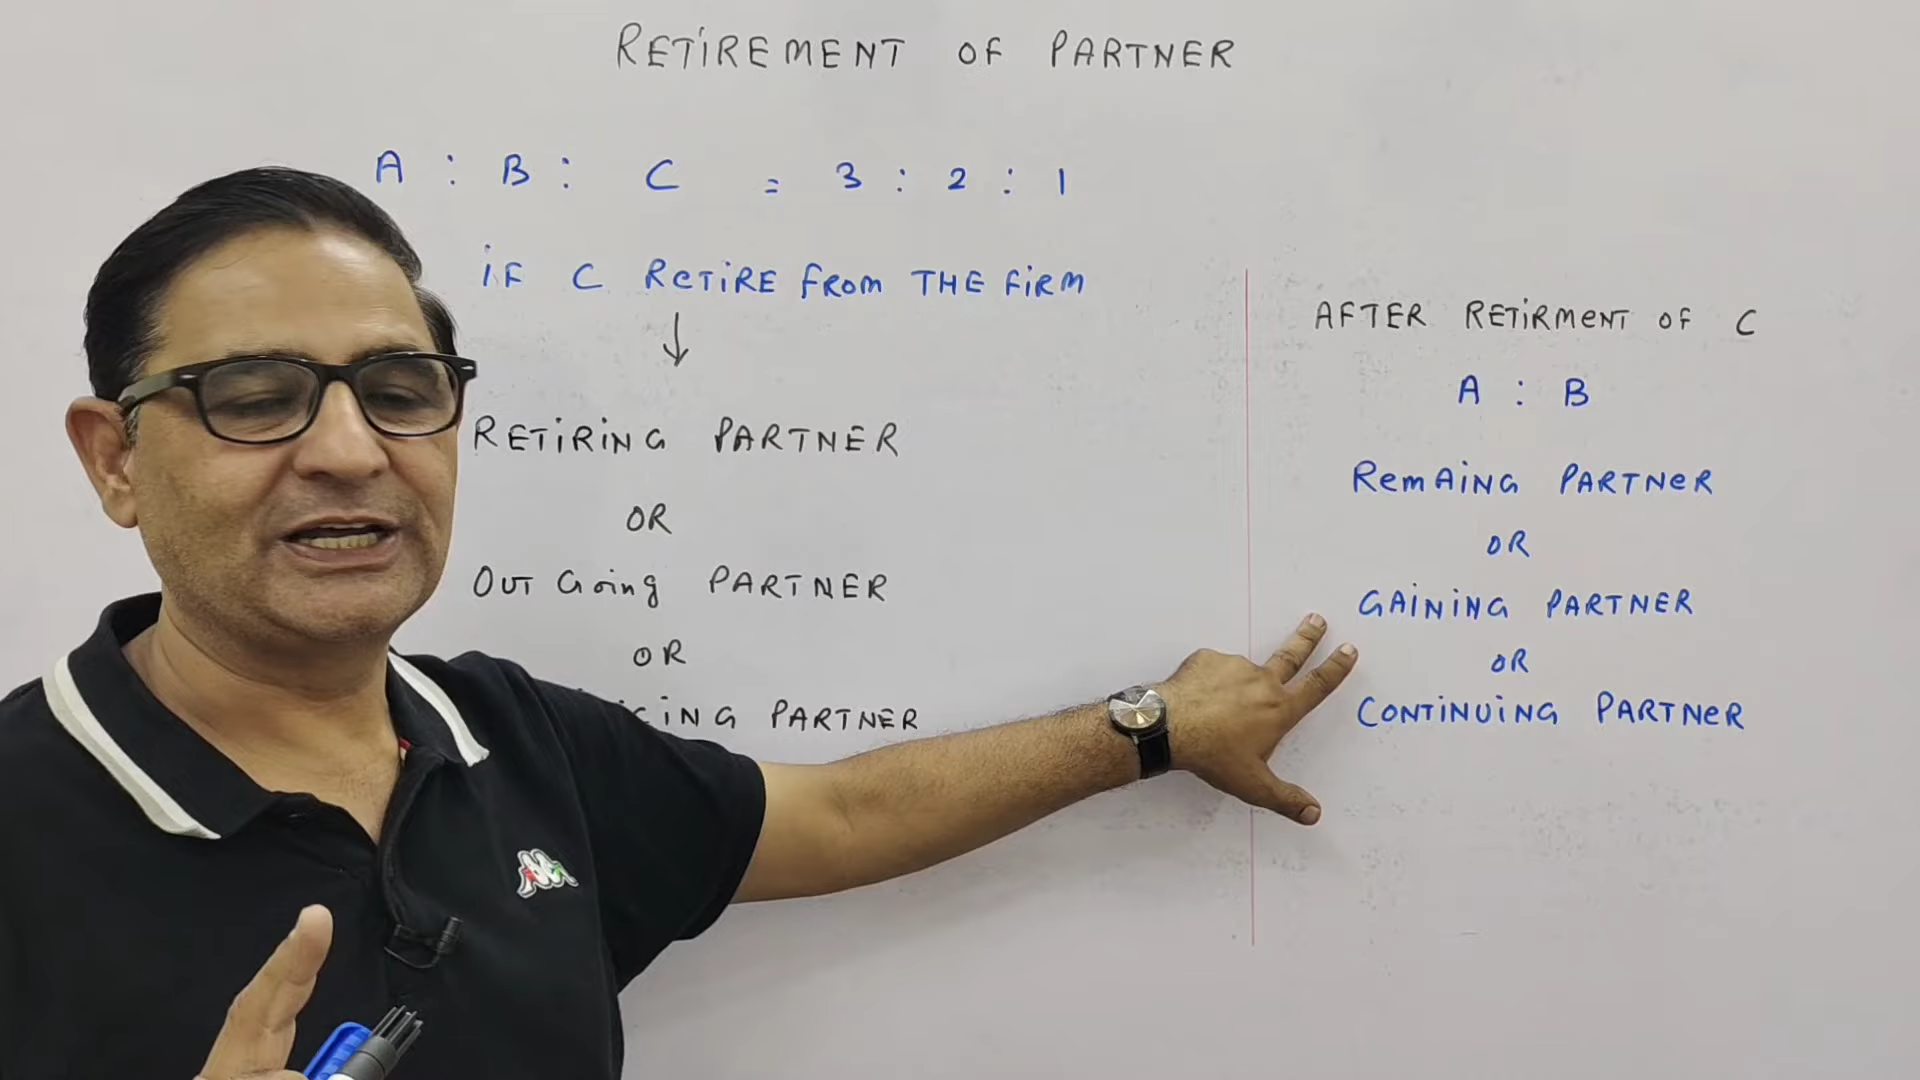 RETIREMENT OF PARTNER
A : B : C = 3 : 2 : 1
IF C RETIRE FROM THE FIRM
RETIRING PARTNER
OR
OUT Going PARTNER
OR
PARTNER
AFTER RETIRMENT OF C
A : B
REMAING PARTNER
OR
GAINING PARTNER
OR
CONTINUING PARTNER